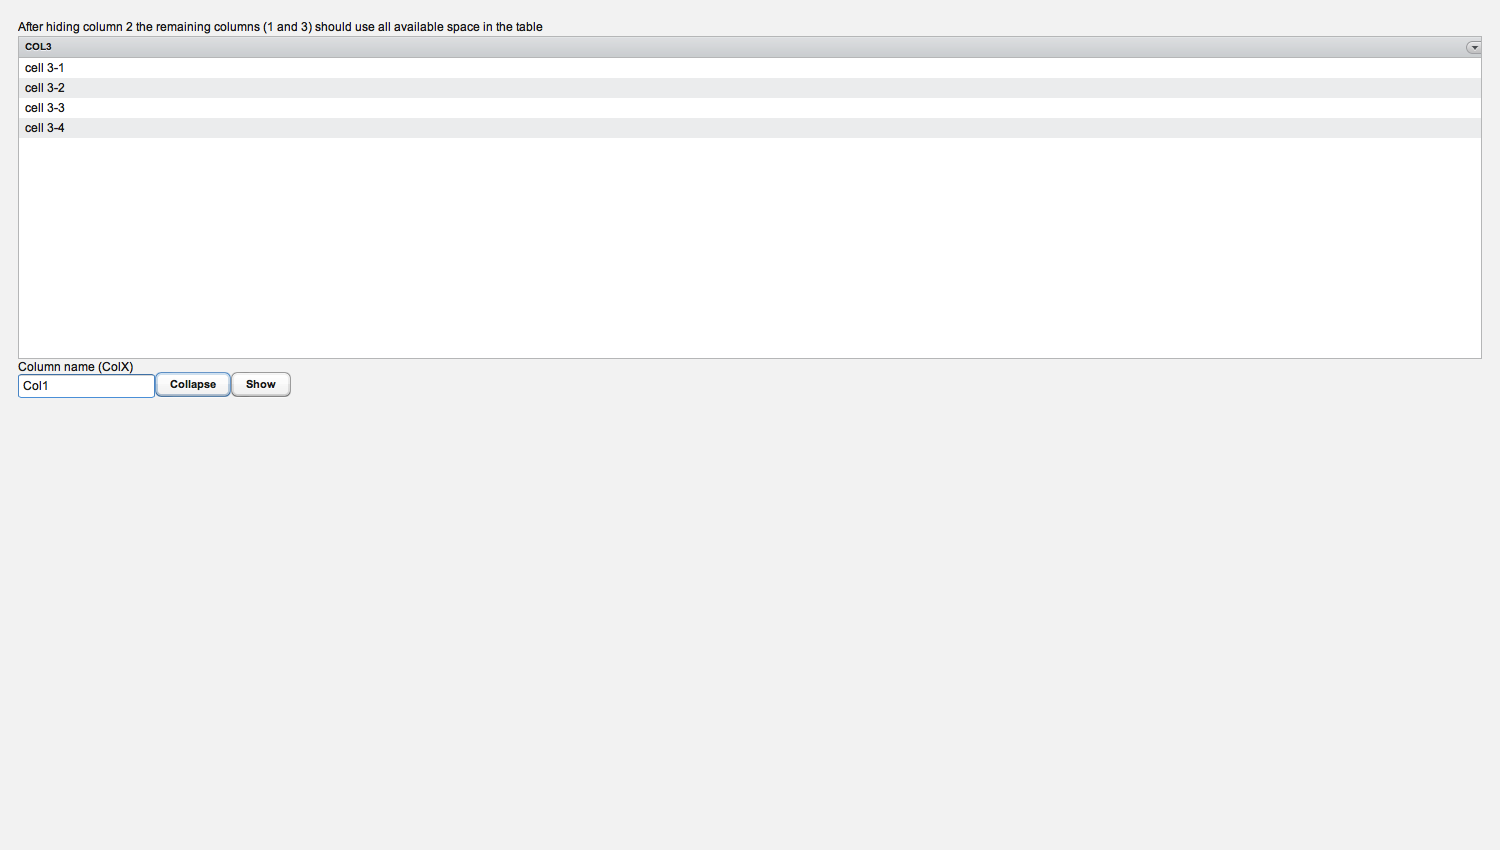 After hiding column 2 the remaining columns (1 and 3) should use all available space in the table
COL3
cell 3-1
cell 3-2
cell 3-3
cell 3-4
Column name (ColX)
Col1 Collapse Show